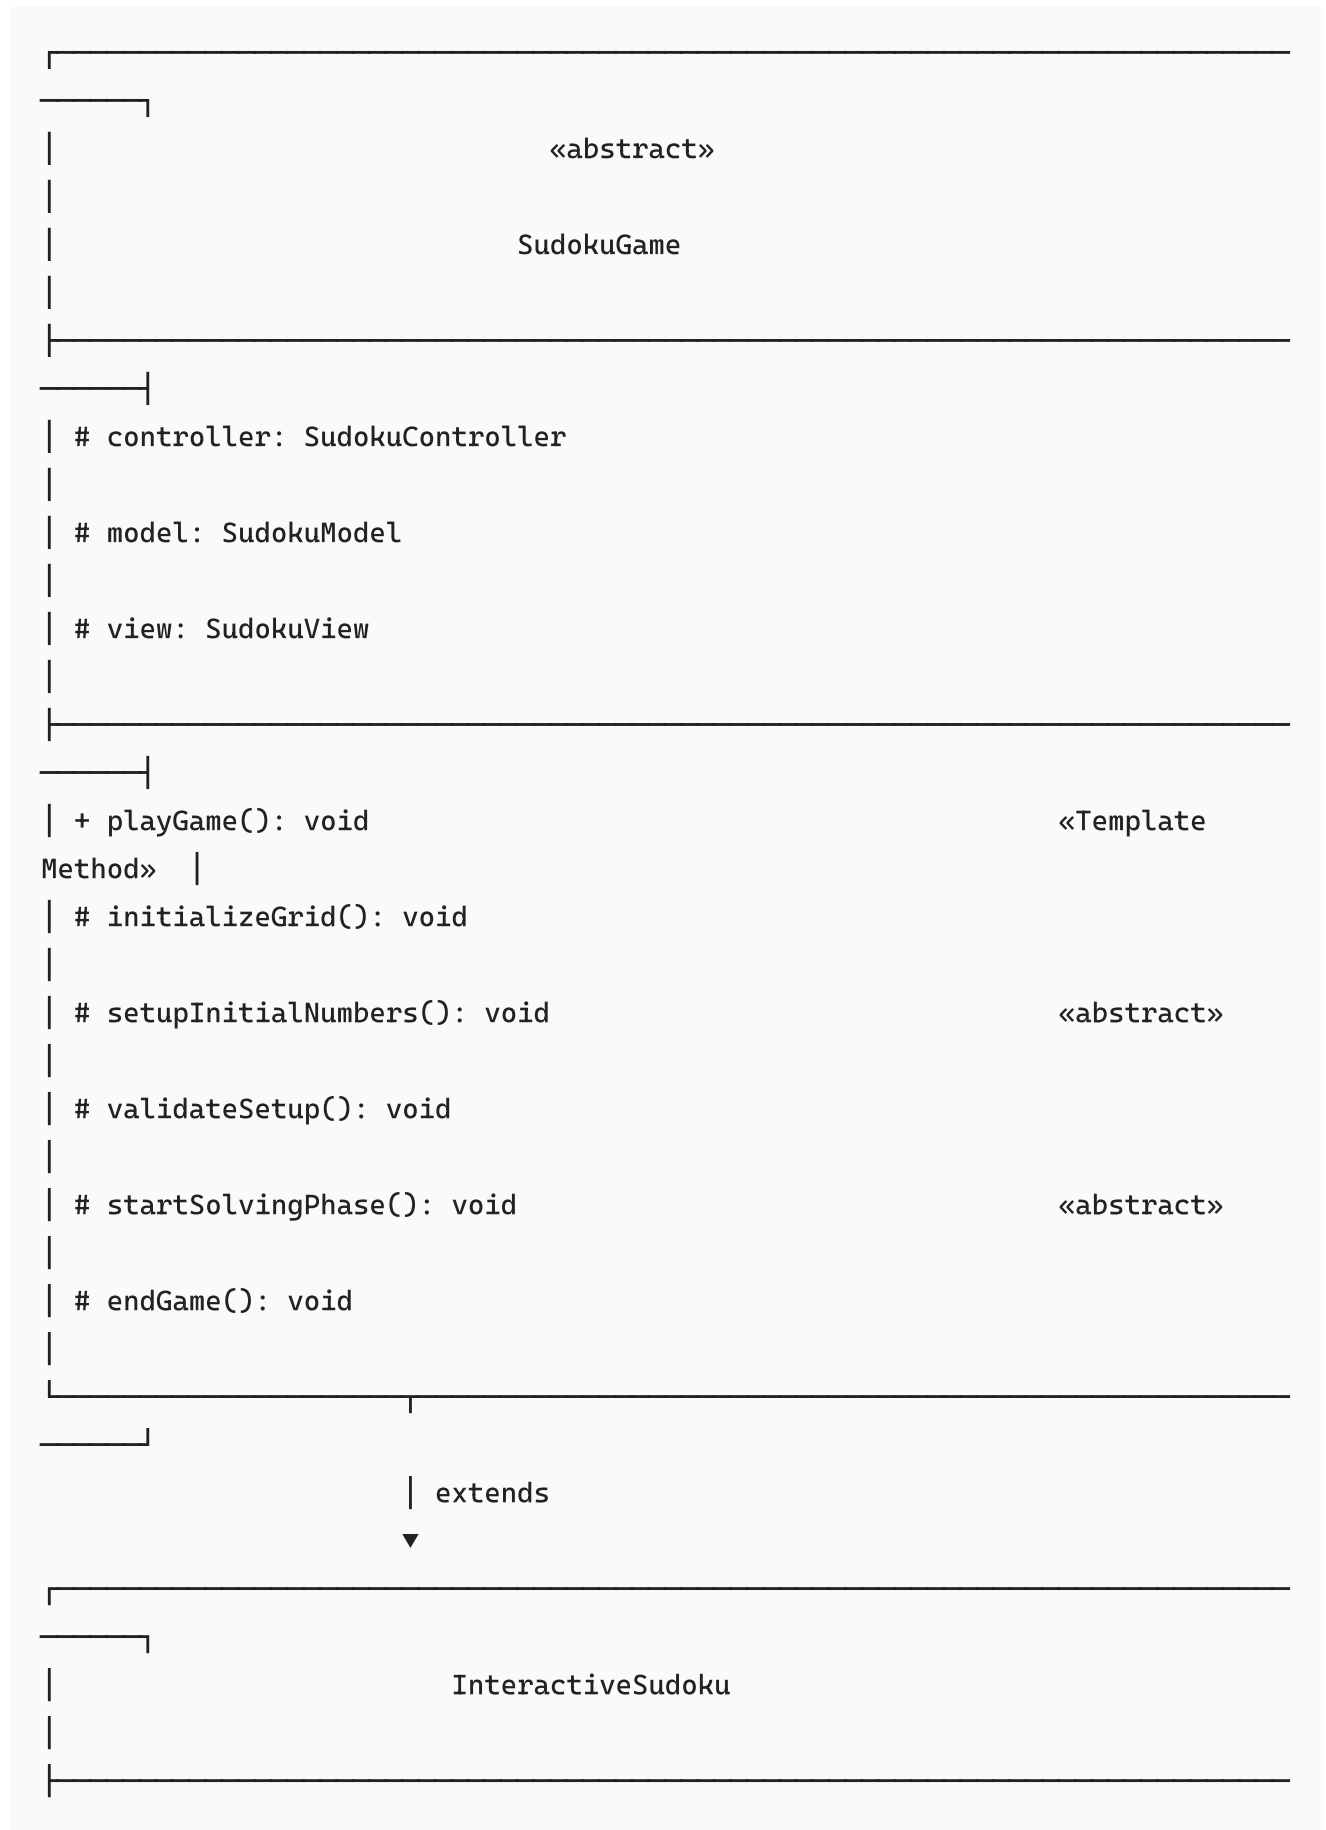 «abstract»
SudokuGame
# controller: SudokuController
# model: SudokuModel
# view: SudokuView
+ playGame(): void «Template
Method»
# initializeGrid(): void
# setupInitialNumbers(): void «abstract»
# validateSetup(): void
# startSolvingPhase(): void «abstract»
# endGame(): void
extends
InteractiveSudoku